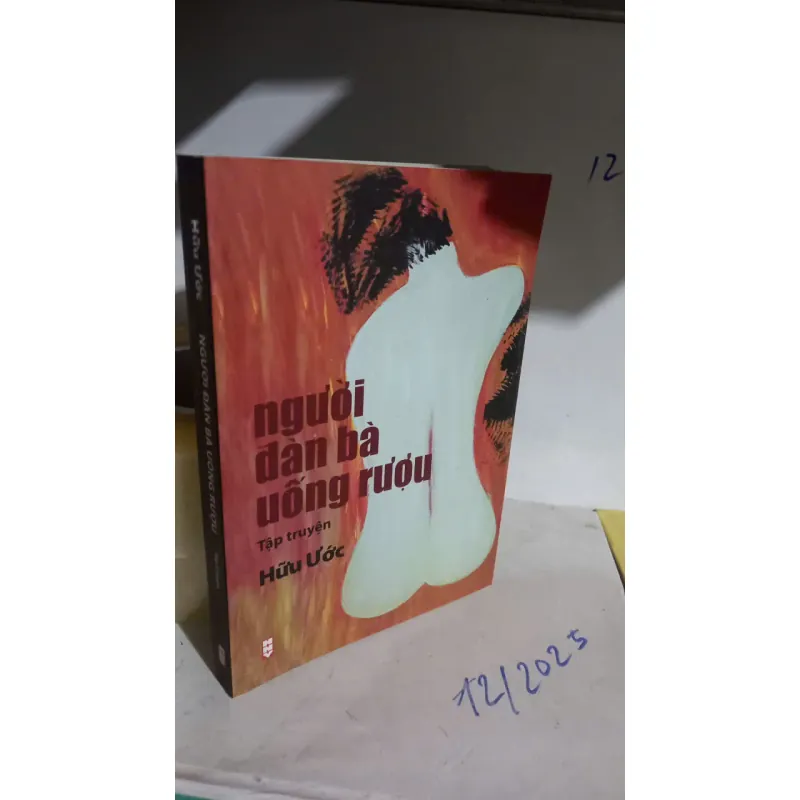 người
đàn bà
uống rượu
Tập truyện
Hữu Ước
Hữu Ước
NGƯỜI ĐÀN BÀ UỐNG RƯỢU
12
12/2025